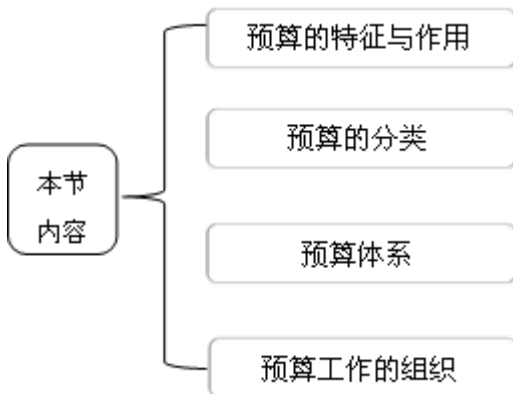 预算的特征与作用
预算的分类
本节
内容
预算体系
预算工作的组织